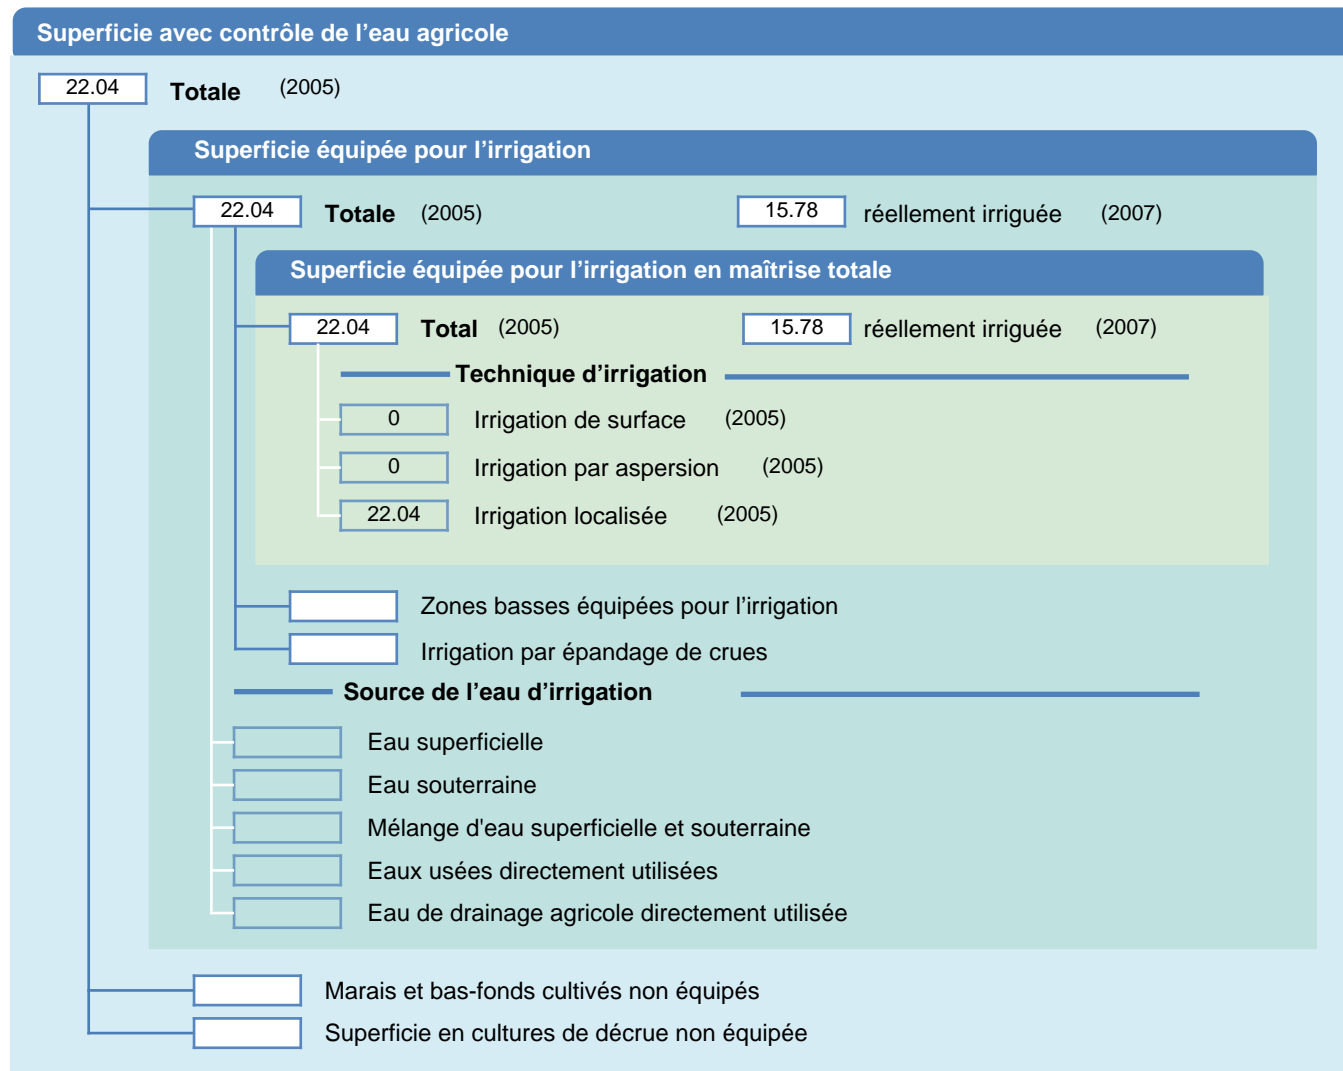 Superficie avec contrôle de l'eau agricole
22.04 Totale (2005)
Superficie équipée pour l'irrigation
22.04 Totale (2005) 15.78 réellement irriguée (2007)
Superficie équipée pour l'irrigation en maîtrise totale
22.04 Total (2005) 15.78 réellement irriguée (2007)
Technique d'irrigation
0 Irrigation de surface (2005)
0 Irrigation par aspersion (2005)
22.04 Irrigation localisée (2005)
Zones basses équipées pour l'irrigation
Irrigation par épandage de crues
Source de l'eau d'irrigation
Eau superficielle
Eau souterraine
Mélange d'eau superficielle et souterraine
Eaux usées directement utilisées
Eau de drainage agricole directement utilisée
Marais et bas-fonds cultivés non équipés
Superficie en cultures de décrue non équipée